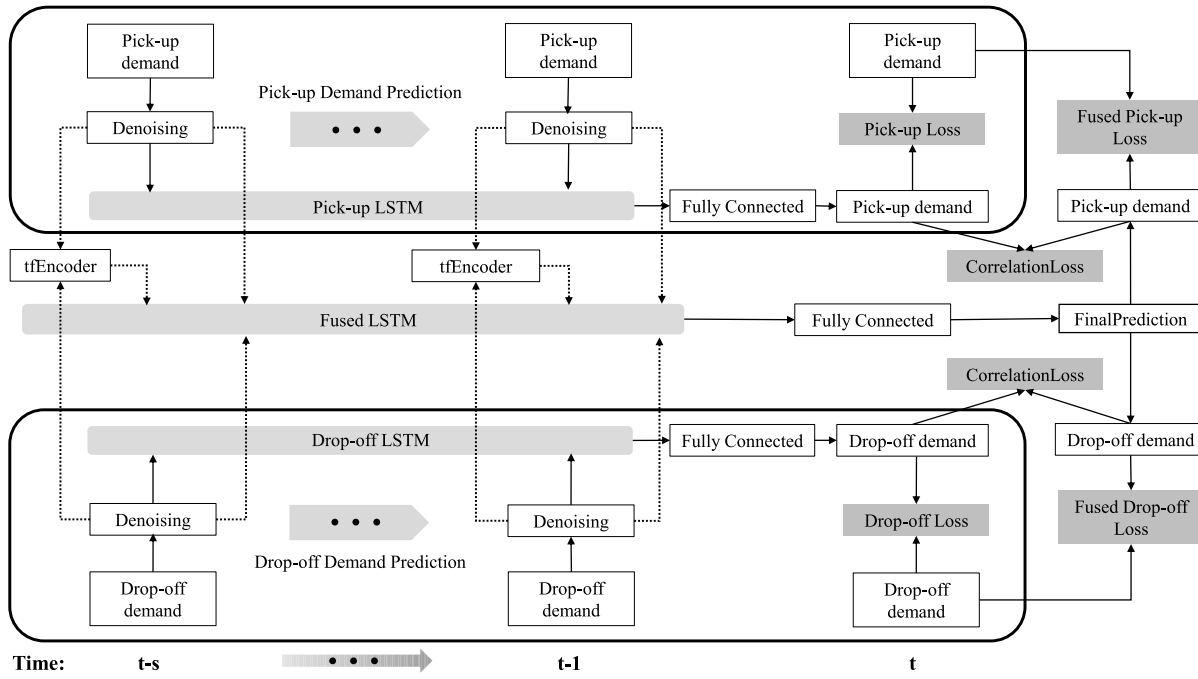 Pick-up
demand
Pick-up
demand
Pick-up
demand
Pick-up Demand Prediction
Denoising
Denoising
Pick-up Loss
Fused Pick-up
Loss
Pick-up LSTM
Fully Connected
Pick-up demand
Pick-up demand
tfEncoder
tfEncoder
CorrelationLoss
Fused LSTM
Fully Connected
FinalPrediction
CorrelationLoss
Drop-off LSTM
Fully Connected
Drop-off demand
Drop-off demand
Denoising
Denoising
Drop-off Loss
Fused Drop-off
Loss
Drop-off Demand Prediction
Drop-off
demand
Drop-off
demand
Drop-off
demand
Time: t-s t-1 t